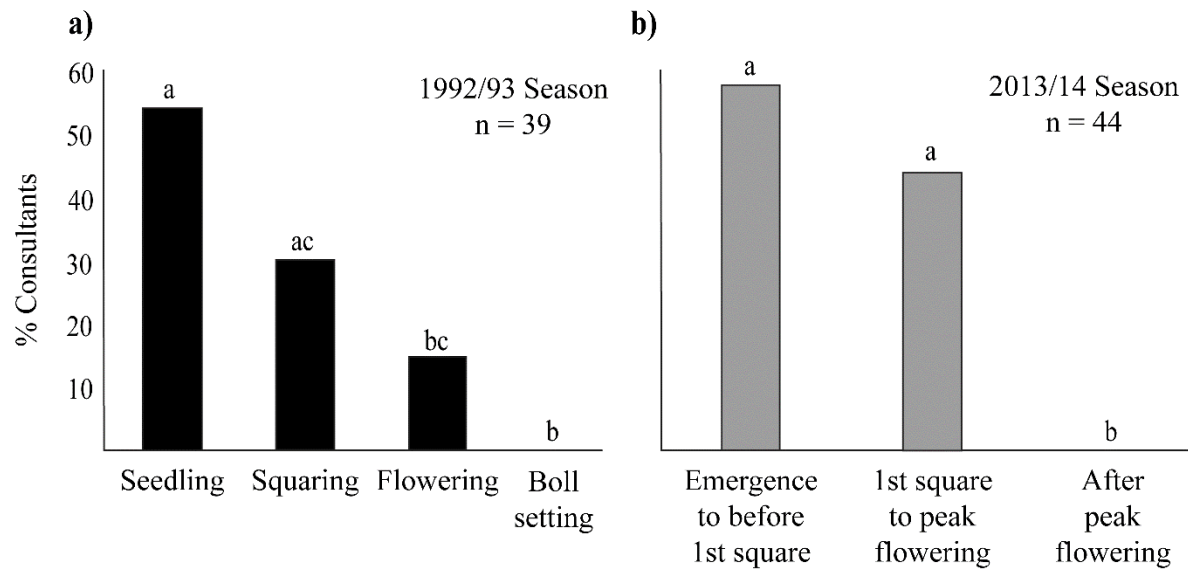 a)
1992/93 Season
n = 39
% Consultants
60
50
40
30
20
10
a
ac
bc
b
Seedling
Squaring
Flowering
Boll
setting
b)
2013/14 Season
n = 44
a
a
b
Emergence
to before
1st square
1st square
to peak
flowering
After
peak
flowering